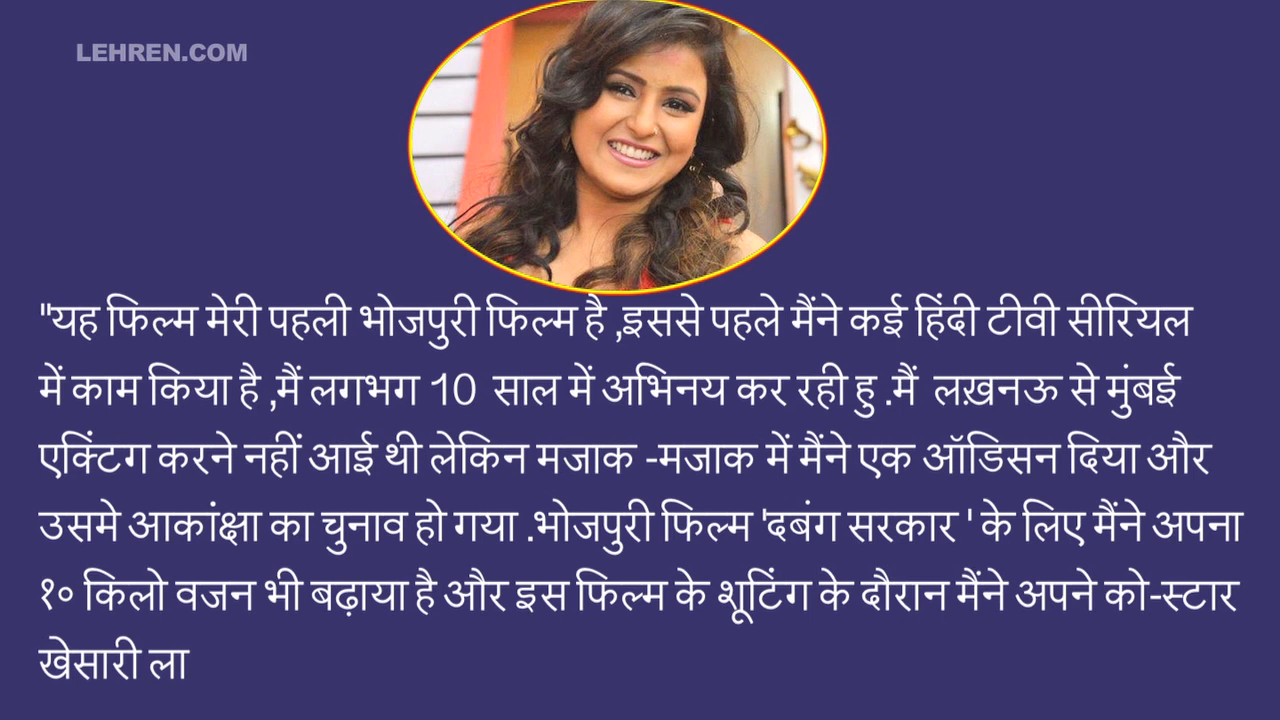 LEHREN.COM
"यह फिल्म मेरी पहली भोजपुरी फिल्म है ,इससे पहले मैंने कई हिंदी टीवी सीरियल
में काम किया है ,मैं लगभग 10 साल में अभिनय कर रही हु .मैं लख़नऊ से मुंबई
एक्टिंग करने नहीं आई थी लेकिन मजाक -मजाक में मैंने एक ऑडिसन दिया और
उसमे आकांक्षा का चुनाव हो गया .भोजपुरी फिल्म 'दबंग सरकार ' के लिए मैंने अपना
१० किलो वजन भी बढ़ाया है और इस फिल्म के शूटिंग के दौरान मैंने अपने को-स्टार
खेसारी ला